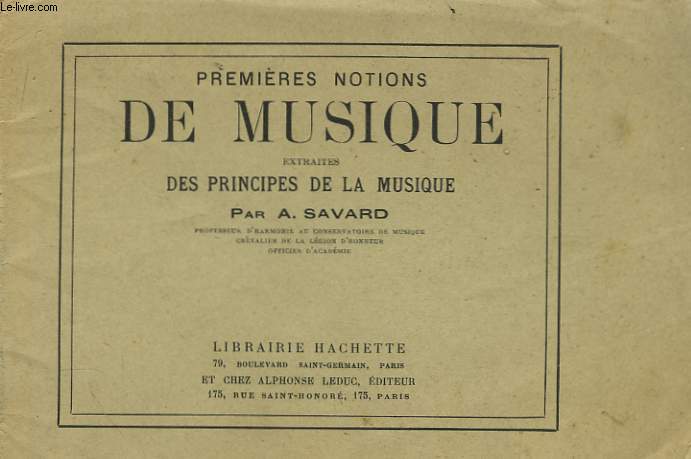 Le-livre.com
PREMIÈRES NOTIONS
DE MUSIQUE
EXTRAITES
DES PRINCIPES DE LA MUSIQUE
PAR A. SAVARD
PROFESSEUR D'HARMONIE AU CONSERVATOIRE DE MUSIQUE
CHEVALIER DE LA LÉGION D'HONNEUR
OFFICIER D'ACADÉMIE
LIBRAIRIE HACHETTE
79, BOULEVARD SAINT-GERMAIN, PARIS
ET CHEZ ALPHONSE LEDUC, ÉDITEUR
175, RUE SAINT-HONORÉ, 175, PARIS